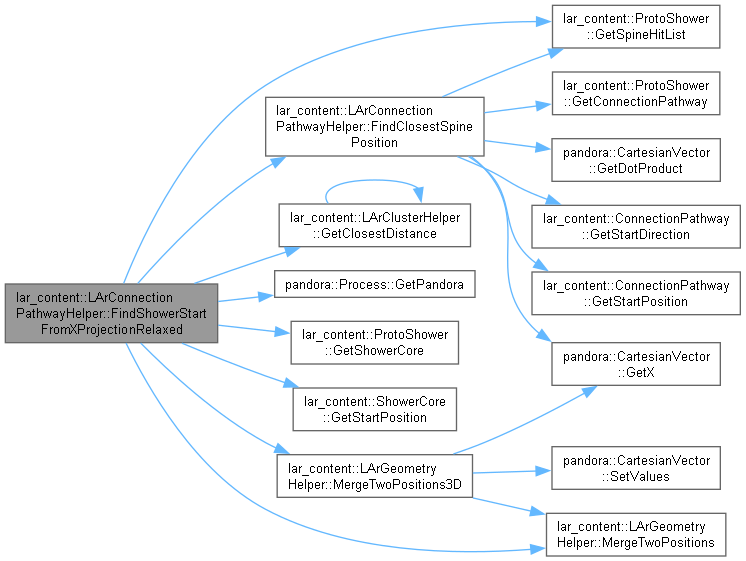 lar_content::LArConnection
PathwayHelper::FindShowerStart
FromXProjectionRelaxed
lar_content::ProtoShower
::GetSpineHitList
lar_content::LArConnection
PathwayHelper::FindClosestSpine
Position
lar_content::ProtoShower
::GetConnectionPathway
pandora::CartesianVector
::GetDotProduct
lar_content::ConnectionPathway
::GetStartDirection
lar_content::ConnectionPathway
::GetStartPosition
pandora::CartesianVector
::GetX
lar_content::LArClusterHelper
::GetClosestDistance
pandora::Process::GetPandora
lar_content::ProtoShower
::GetShowerCore
lar_content::ShowerCore
::GetStartPosition
lar_content::LArGeometry
Helper::MergeTwoPositions3D
pandora::CartesianVector
::SetValues
lar_content::LArGeometry
Helper::MergeTwoPositions